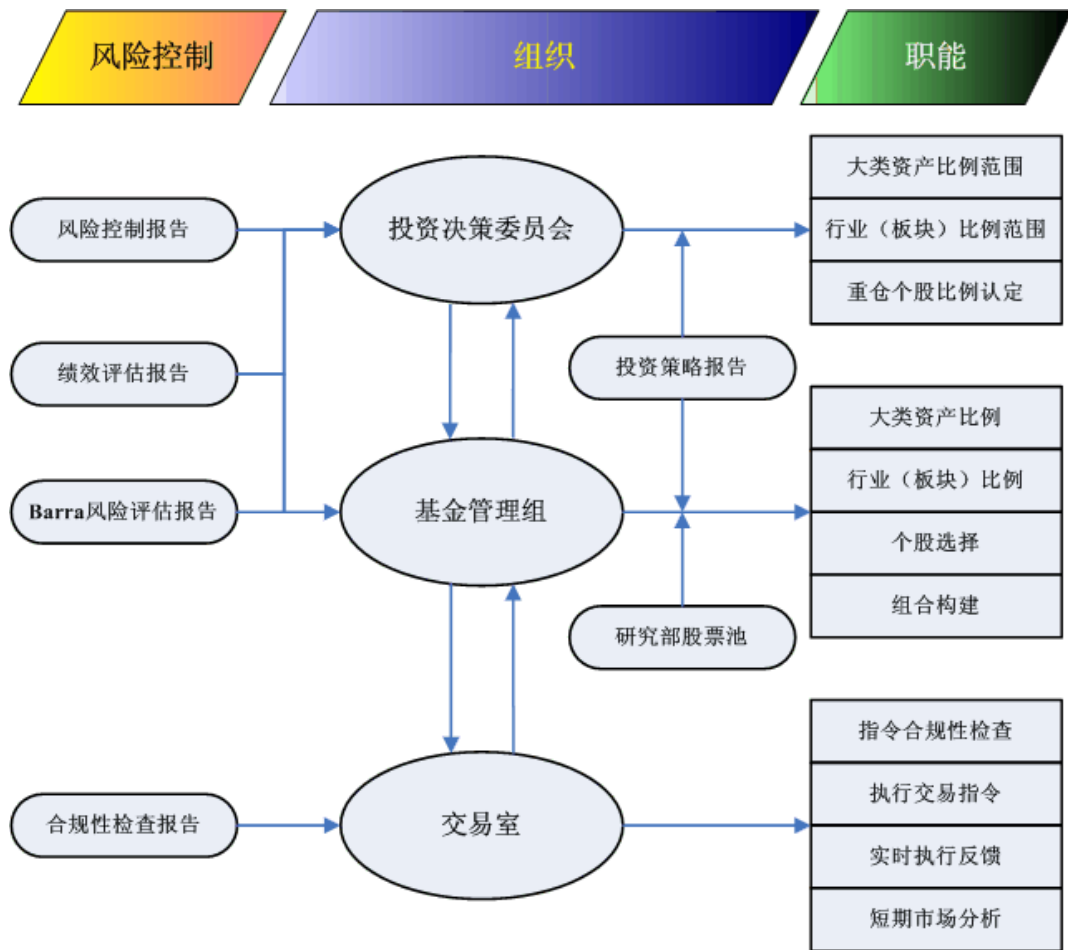 风险控制
组织
职能
风险控制报告
绩效评估报告
Barra风险评估报告
合规性检查报告
投资决策委员会
基金管理组
交易室
投资策略报告
研究部股票池
大类资产比例范围
行业（板块）比例范围
重仓个股比例认定
大类资产比例
行业（板块）比例
个股选择
组合构建
指令合规性检查
执行交易指令
实时执行反馈
短期市场分析